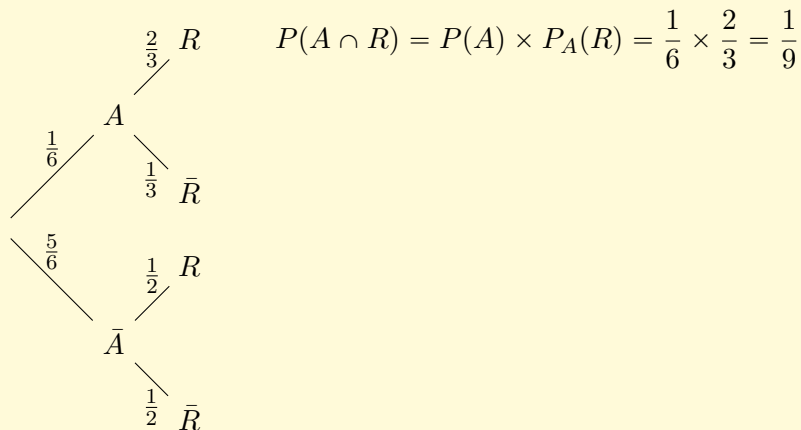 2/3 R P(A ∩ R) = P(A) × P_A(R) = 1/6 × 2/3 = 1/9
A
1/6
1/3 R̄
5/6
1/2 R
Ā
1/2 R̄